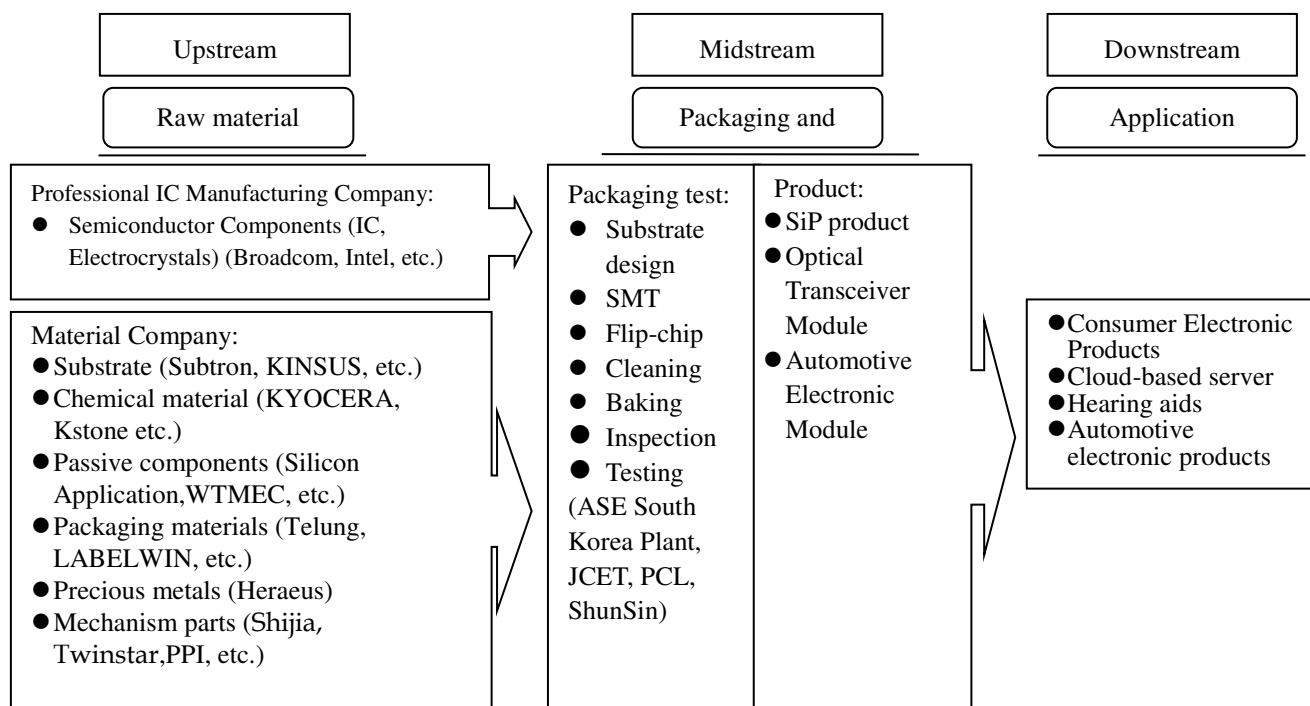 Upstream
Midstream
Downstream
Raw material
Packaging and
Application
Professional IC Manufacturing Company:
● Semiconductor Components (IC,
Electrocrystals) (Broadcom, Intel, etc.)
Material Company:
● Substrate (Subtron, KINSUS, etc.)
● Chemical material (KYOCERA,
Kstone etc.)
● Passive components (Silicon
Application,WTMEC, etc.)
● Packaging materials (Telung,
LABELWIN, etc.)
● Precious metals (Heraeus)
● Mechanism parts (Shijia,
Twinstar,PPI, etc.)
Packaging test:
● Substrate
design
● SMT
● Flip-chip
● Cleaning
● Baking
● Inspection
● Testing
(ASE South
Korea Plant,
JCET, PCL,
ShunSin)
Product:
● SiP product
● Optical
Transceiver
Module
● Automotive
Electronic
Module
● Consumer Electronic
Products
● Cloud-based server
● Hearing aids
● Automotive
electronic products